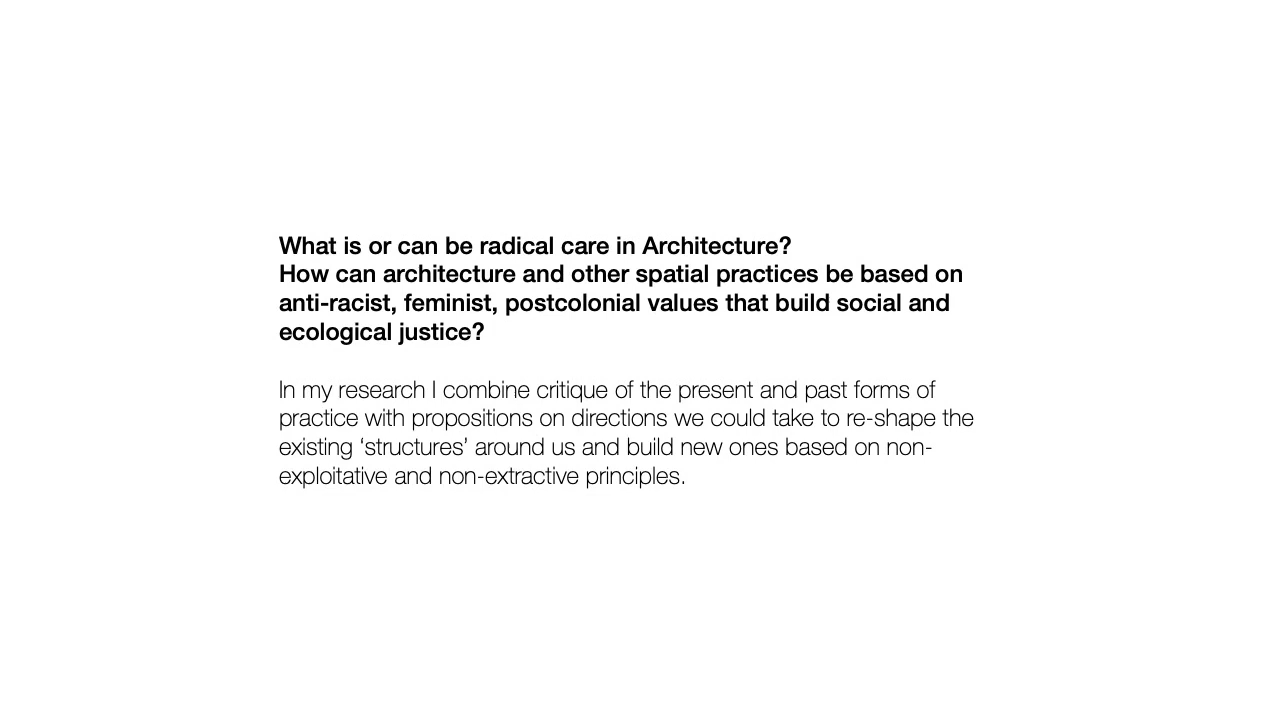 What is or can be radical care in Architecture?
How can architecture and other spatial practices be based on
anti-racist, feminist, postcolonial values that build social and
ecological justice?
In my research I combine critique of the present and past forms of
practice with propositions on directions we could take to re-shape the
existing ‘structures’ around us and build new ones based on non-
exploitative and non-extractive principles.